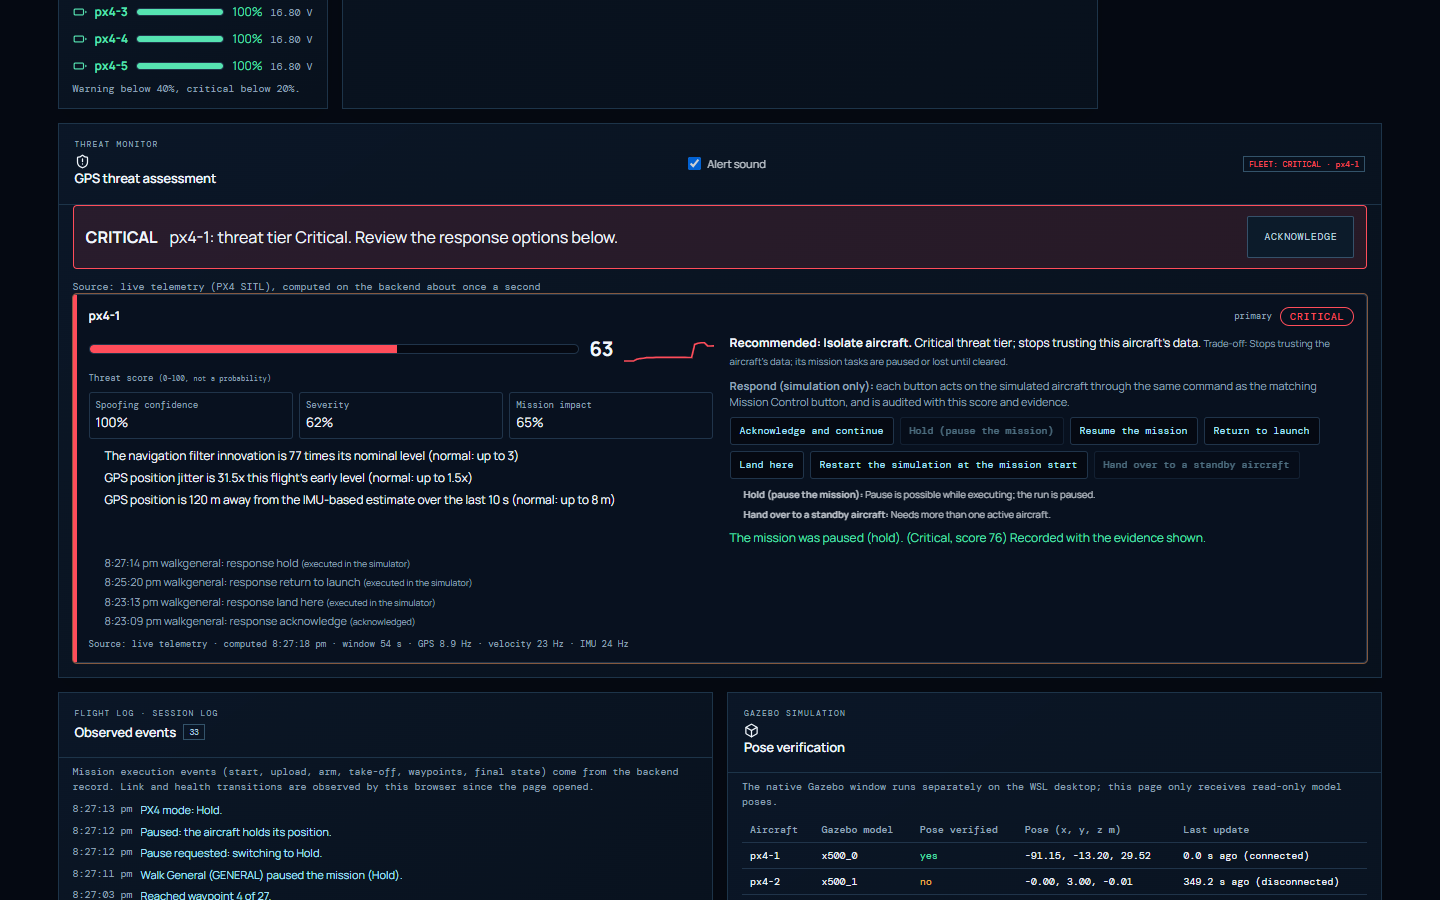 px4-3 100% 16.80 V
px4-4 100% 16.80 V
px4-5 100% 16.80 V
Warning below 40%, critical below 20%.
THREAT MONITOR
GPS threat assessment
Alert sound
FLEET: CRITICAL · px4-1
CRITICAL px4-1: threat tier Critical. Review the response options below.
ACKNOWLEDGE
Source: live telemetry (PX4 SITL), computed on the backend about once a second
px4-1
primary CRITICAL
63
Threat score (0-100, not a probability)
Spoofing confidence
100%
Severity
62%
Mission impact
65%
The navigation filter innovation is 77 times its nominal level (normal: up to 3)
GPS position jitter is 31.5x this flight's early level (normal: up to 1.5x)
GPS position is 120 m away from the IMU-based estimate over the last 10 s (normal: up to 8 m)
Recommended: Isolate aircraft. Critical threat tier; stops trusting this aircraft's data. Trade-off: Stops trusting the
aircraft's data; its mission tasks are paused or lost until cleared.
Respond (simulation only): each button acts on the simulated aircraft through the same command as the matching
Mission Control button, and is audited with this score and evidence.
Acknowledge and continue
Hold (pause the mission)
Resume the mission
Return to launch
Land here
Restart the simulation at the mission start
Hand over to a standby aircraft
Hold (pause the mission): Pause is possible while executing; the run is paused.
Hand over to a standby aircraft: Needs more than one active aircraft.
The mission was paused (hold). (Critical, score 76) Recorded with the evidence shown.
8:27:14 pm walkgeneral: response hold (executed in the simulator)
8:25:20 pm walkgeneral: response return to launch (executed in the simulator)
8:23:13 pm walkgeneral: response land here (executed in the simulator)
8:23:09 pm walkgeneral: response acknowledge (acknowledged)
Source: live telemetry · computed 8:27:18 pm · window 54 s · GPS 8.9 Hz · velocity 23 Hz · IMU 24 Hz
FLIGHT LOG · SESSION LOG
Observed events 33
Mission execution events (start, upload, arm, take-off, waypoints, final state) come from the backend
record. Link and health transitions are observed by this browser since the page opened.
8:27:13 pm PX4 mode: Hold.
8:27:12 pm Paused: the aircraft holds its position.
8:27:12 pm Pause requested: switching to Hold.
8:27:11 pm Walk General (GENERAL) paused the mission (Hold).
8:27:03 pm Reached waypoint 4 of 27.
GAZEBO SIMULATION
Pose verification
The native Gazebo window runs separately on the WSL desktop; this page only receives read-only model
poses.
Aircraft Gazebo model Pose verified Pose (x, y, z m) Last update
px4-1 x500_0 yes -91.15, -13.20, 29.52 0.0 s ago (connected)
px4-2 x500_1 no -0.00, 3.00, -0.01 349.2 s ago (disconnected)